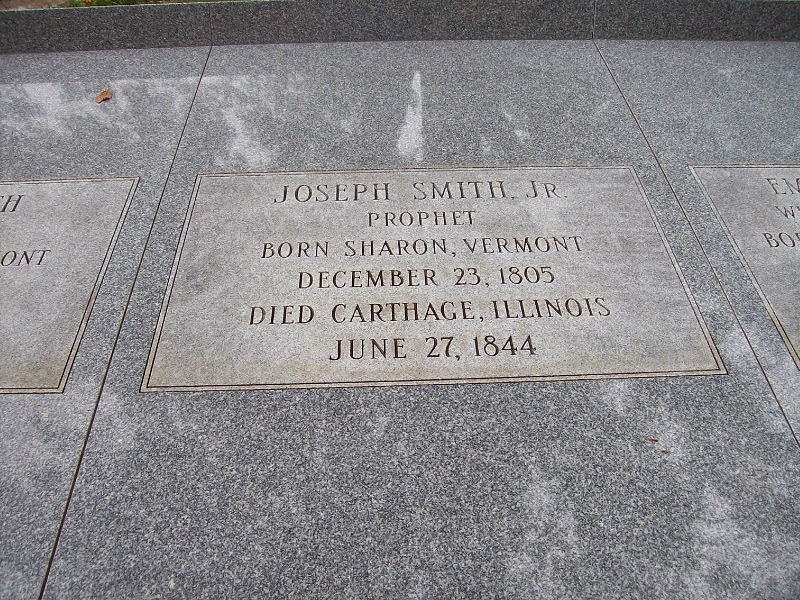 JOSEPH SMITH, JR.
PROPHET
BORN SHARON, VERMONT
DECEMBER 23, 1805
DIED CARTHAGE, ILLINOIS
JUNE 27, 1844